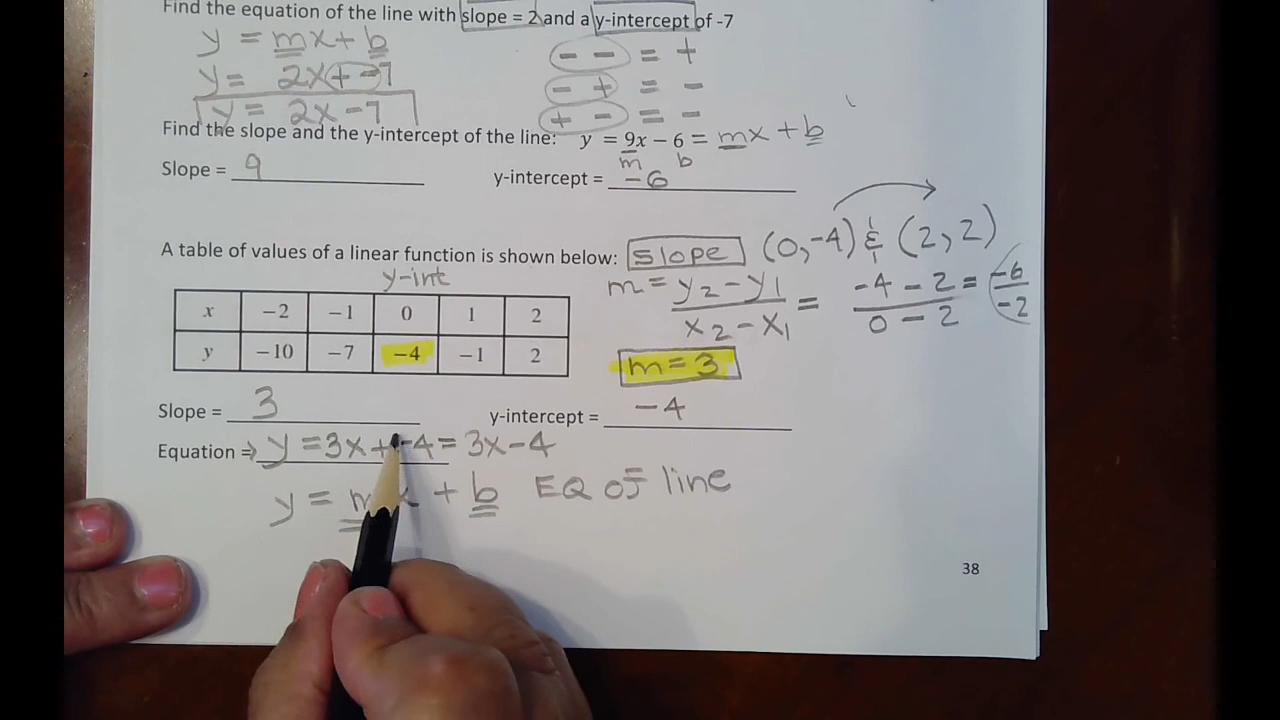 Find the equation of the line with slope = 2 and a y-intercept of -7
y = mx + b
y = 2x + -7
y = 2x - 7
- - = +
- + = -
+ - = -
Find the slope and the y-intercept of the line: y = 9x - 6 = mx + b
m b
Slope = 9 y-intercept = -6
A table of values of a linear function is shown below: slope (0, -4) & (2, 2)
y-int
x -2 -1 0 1 2
y -10 -7 -4 -1 2
m = y2 - y1 / x2 - x1 = -4 - 2 / 0 - 2 = -6 / -2
m = 3
Slope = 3 y-intercept = -4
Equation => y = 3x + -4 = 3x - 4
y = mx + b EQ of line
38